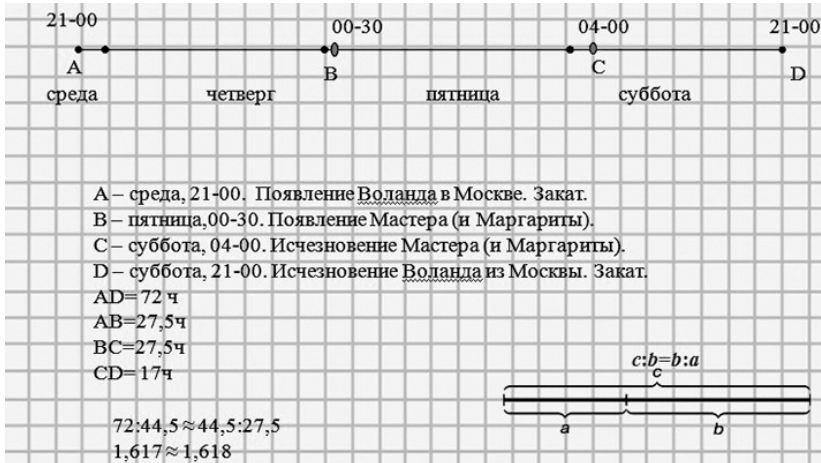 21-00 00-30 04-00 21-00
A B C D
среда четверг пятница суббота
A – среда, 21-00. Появление Воланда в Москве. Закат.
B – пятница,00-30. Появление Мастера (и Маргариты).
C – суббота, 04-00. Исчезновение Мастера (и Маргариты).
D – суббота, 21-00. Исчезновение Воланда из Москвы. Закат.
AD= 72 ч
AB=27,5ч
BC=27,5ч
CD= 17ч
c:b=b:a
c
a b
72:44,5≈44,5:27,5
1,617≈1,618